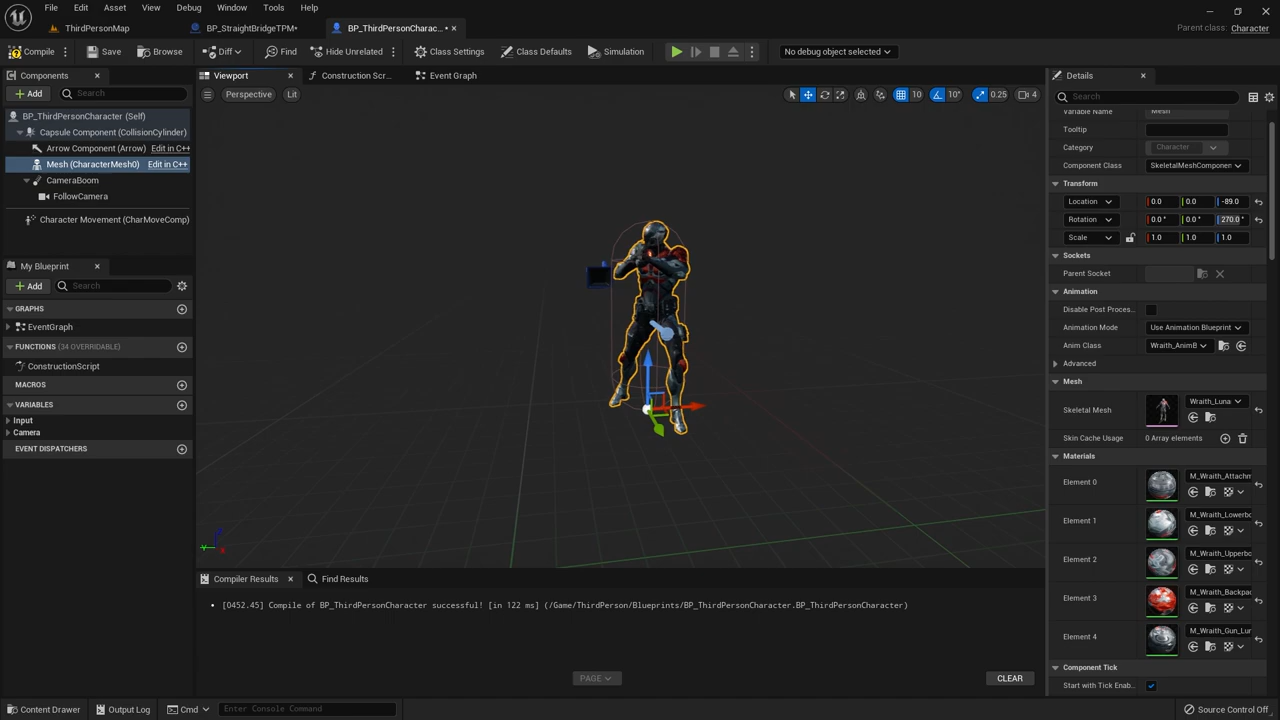 File Edit Asset View Debug Window Tools Help
Parent class: Character
ThirdPersonMap
BP_StraightBridgeTPM*
BP_ThirdPersonCharac... •
Compile
Save
Browse
Diff
Find
Hide Unrelated
Class Settings
Class Defaults
Simulation
No debug object selected
Components
Add
Search
BP_ThirdPersonCharacter (Self)
Capsule Component (CollisionCylinder)
Arrow Component (Arrow) Edit in C++
Mesh (CharacterMesh0) Edit in C++
CameraBoom
FollowCamera
Character Movement (CharMoveComp)
My Blueprint
Add
Search
GRAPHS
EventGraph
FUNCTIONS (34 OVERRIDABLE)
ConstructionScript
MACROS
VARIABLES
Input
Camera
EVENT DISPATCHERS
Viewport
Construction Scr...
Event Graph
Perspective
Lit
10
10°
0.25
4
Compiler Results
Find Results
• [0452.45] Compile of BP_ThirdPersonCharacter successful! [in 122 ms] (/Game/ThirdPerson/Blueprints/BP_ThirdPersonCharacter.BP_ThirdPersonCharacter)
PAGE
CLEAR
Details
Search
Variable Name Mesh
Tooltip
Category Character
Component Class SkeletalMeshComponen
Transform
Location 0.0 0.0 -89.0
Rotation 0.0° 0.0° 270.0°
Scale 1.0 1.0 1.0
Sockets
Parent Socket
Animation
Disable Post Proces...
Animation Mode Use Animation Blueprint
Anim Class Wraith_AnimB
Advanced
Mesh
Skeletal Mesh Wraith_Luna
Skin Cache Usage 0 Array elements
Materials
Element 0 M_Wraith_Attachm
Element 1 M_Wraith_Lowerbo
Element 2 M_Wraith_Upperbo
Element 3 M_Wraith_Backpa
Element 4 M_Wraith_Gun_Lur
Component Tick
Start with Tick Enab...
Content Drawer
Output Log
Cmd
Enter Console Command
Source Control Off